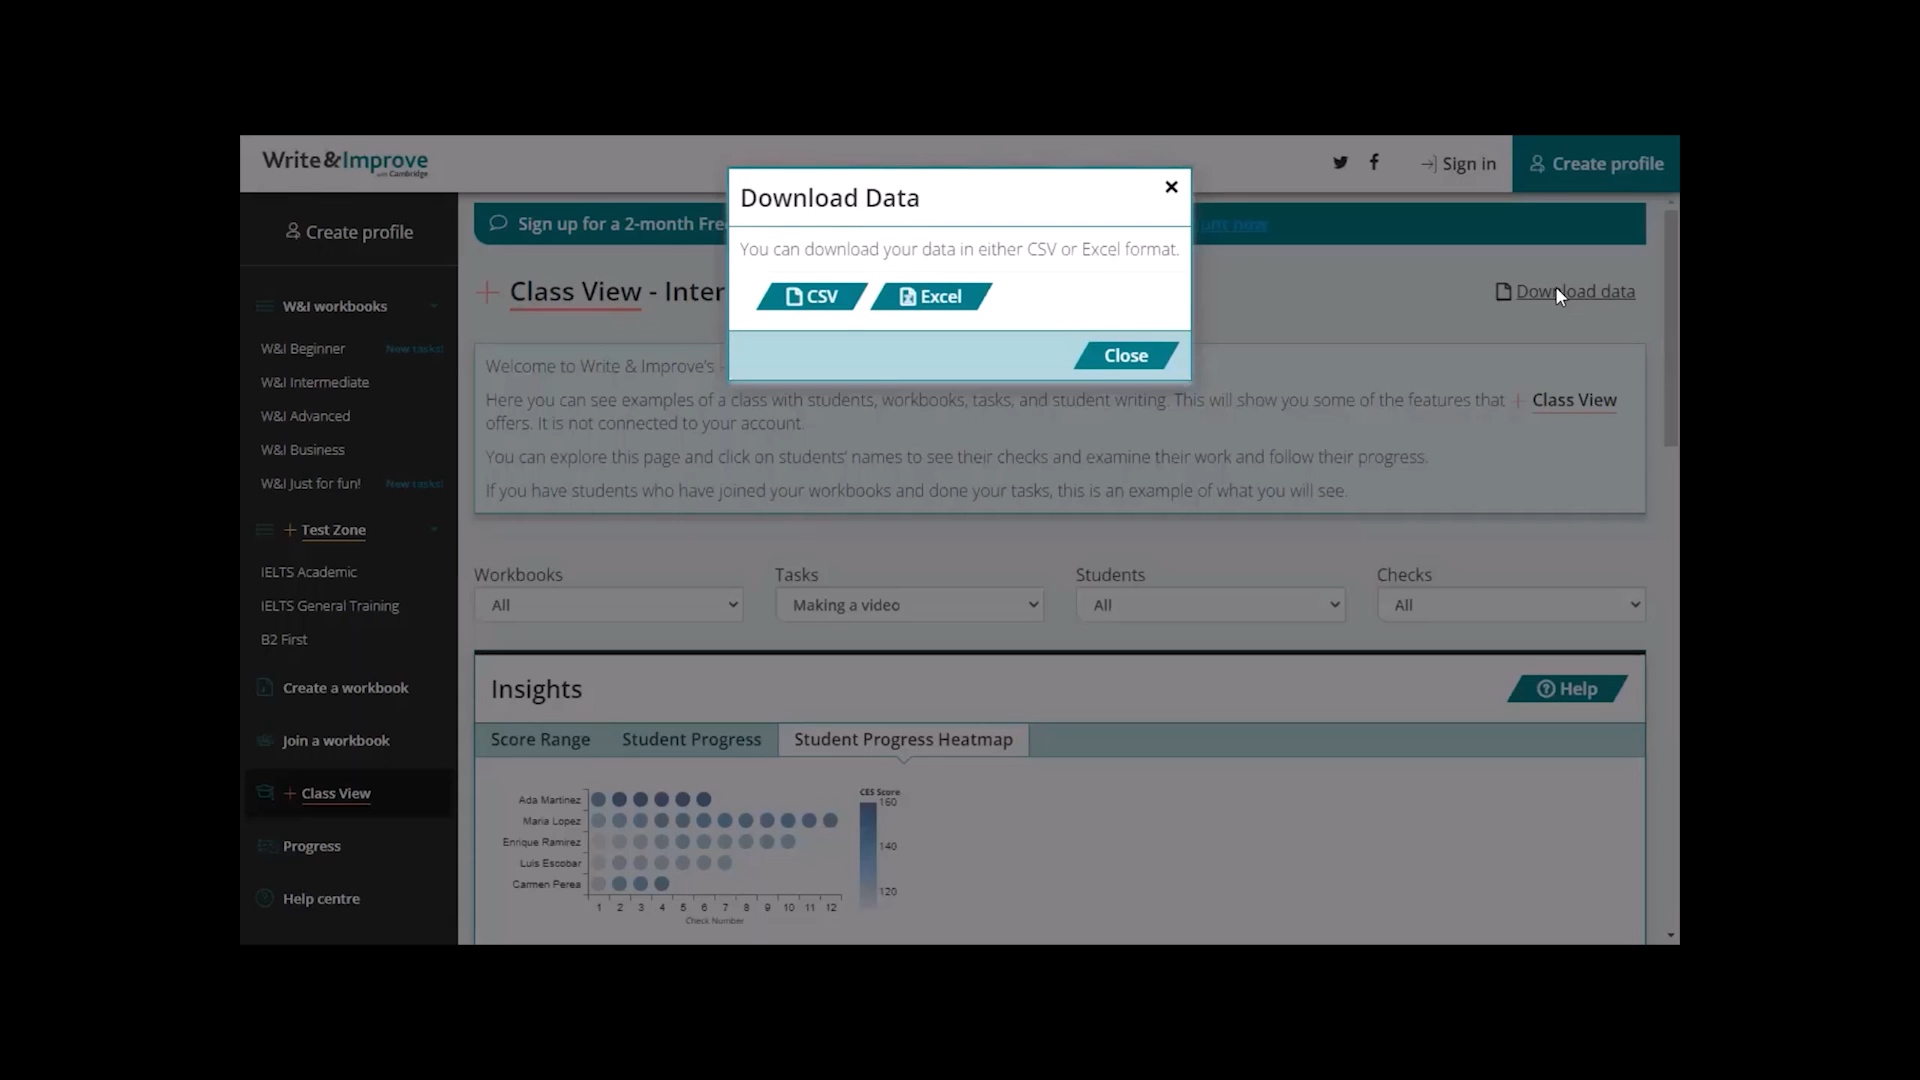 Write&Improve
with Cambridge
Sign in
Create profile
Download Data
You can download your data in either CSV or Excel format.
CSV
Excel
Close
Create profile
W&I workbooks
W&I Beginner New tasks!
W&I Intermediate
W&I Advanced
W&I Business
W&I Just for fun! New tasks!
+ Test Zone
IELTS Academic
IELTS General Training
B2 First
Create a workbook
Join a workbook
+ Class View
Progress
Help centre
Sign up for a 2-month now
+ Class View -
Download data
Welcome to Write & Improve's -
Here you can see examples of a class with students, workbooks, tasks, and student writing. This will show you some of the features that + Class View
offers. It is not connected to your account.
You can explore this page and click on students' names to see their checks and examine their work and follow their progress.
If you have students who have joined your workbooks and done your tasks, this is an example of what you will see.
Workbooks Tasks Students Checks
All Making a video All All
Insights
Help
Score Range Student Progress Student Progress Heatmap
Ada Martinez
Maria Lopez
Enrique Ramirez
Luis Escobar
Carmen Perea
1 2 3 4 5 6 7 8 9 10 11 12
Check Number
CES Score
160
140
120